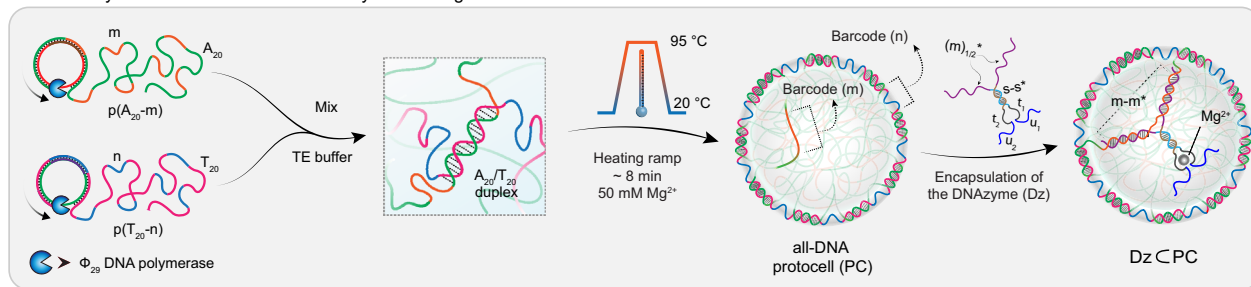 m
A₂₀
p(A₂₀-m)
n
T₂₀
p(T₂₀-n)
Φ₂₉ DNA polymerase
Mix
TE buffer
A₂₀/T₂₀
duplex
95 °C
20 °C
Heating ramp
~ 8 min
50 mM Mg²⁺
Barcode (n)
Barcode (m)
all-DNA
protocell (PC)
(m)₁/₂*
s-s*
t₁
t₂
u₁
u₂
Encapsulation of
the DNAzyme (Dz)
m-m*
Mg²⁺
Dz⊂PC